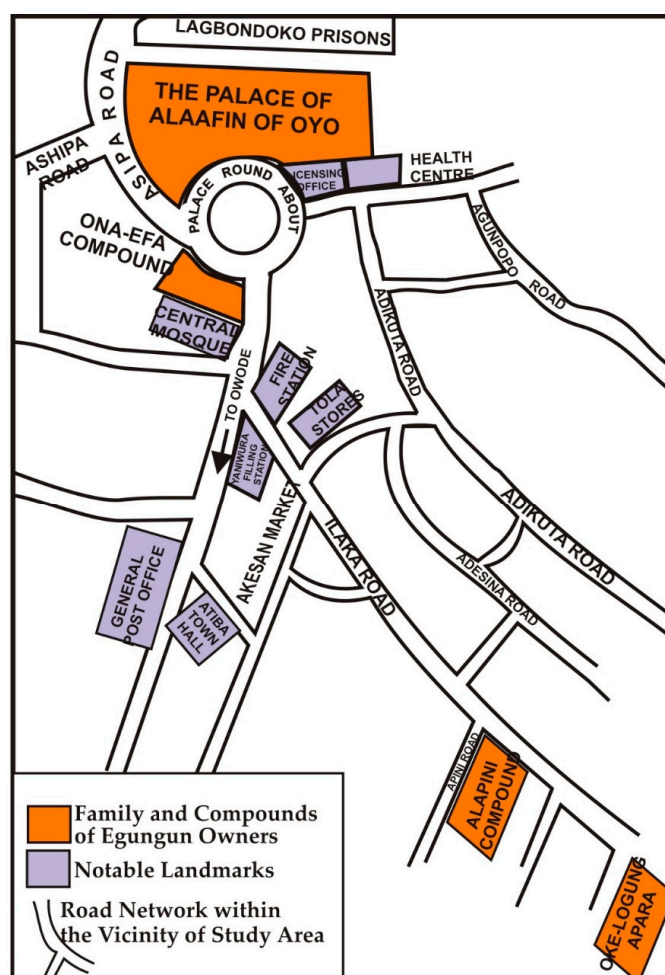 LAGBONDOKO PRISONS
THE PALACE OF
ALAAFIN OF OYO
ASIPA ROAD
ASHIPA
ROAD
PALACE ROUND ABOUT
ICENSING
OFFICE
HEALTH
CENTRE
ONA-EFA
COMPOUND
CENTRAL
MOSQUE
AGUNPOPO ROAD
ADIKUTA ROAD
TO OWODE
FIRE
STATION
TOLA
STORES
YANIWURA
FILLING
STATION
AKESAN MARKET
ILAKA ROAD
ADIKUTA ROAD
ADESINA ROAD
GENERAL
POST OFFICE
ATIBA
TOWN
HALL
APINI ROAD
ALAPINI
COMPOUND
OKE-LOGUNG
APARA
Family and Compounds
of Egungun Owners
Notable Landmarks
Road Network within
the Vicinity of Study Area